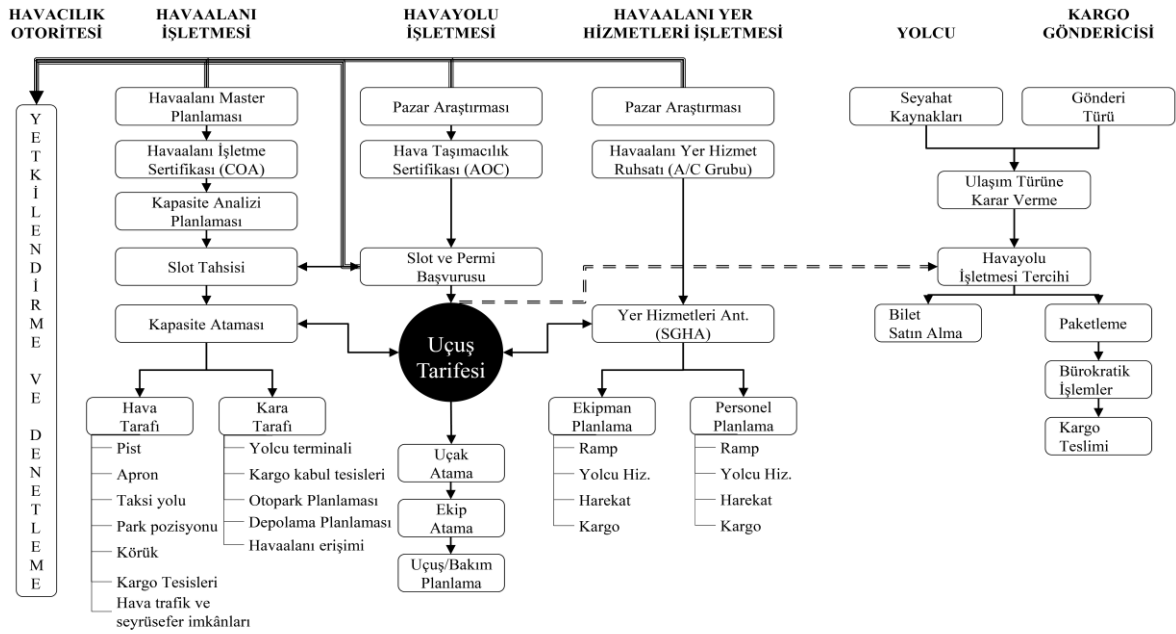 HAVACILIK
OTORİTESİ
HAVAALANI
İŞLETMESİ
HAVAYOLU
İŞLETMESİ
HAVAALANI YER
HİZMETLERİ İŞLETMESİ
YOLCU
KARGO
GÖNDERİCİSİ
YETKİLENDİRME VE DENETLEME
Havaalanı Master
Planlaması
Havaalanı İşletme
Sertifikası (COA)
Kapasite Analizi
Planlaması
Slot Tahsisi
Kapasite Ataması
Hava
Tarafı
Pist
Apron
Taksi yolu
Park pozisyonu
Körük
Kargo Tesisleri
Hava trafik ve
seyrüsefer imkânları
Kara
Tarafı
Yolcu terminali
Kargo kabul tesisleri
Otopark Planlaması
Depolama Planlaması
Havaalanı erişimi
Pazar Araştırması
Hava Taşımacılık
Sertifikası (AOC)
Slot ve Permi
Başvurusu
Uçuş
Tarifesi
Uçak
Atama
Ekip
Atama
Uçuş/Bakım
Planlama
Pazar Araştırması
Havaalanı Yer Hizmet
Ruhsatı (A/C Grubu)
Yer Hizmetleri Ant.
(SGHA)
Ekipman
Planlama
Ramp
Yolcu Hiz.
Harekat
Kargo
Personel
Planlama
Ramp
Yolcu Hiz.
Harekat
Kargo
Seyahat
Kaynakları
Gönderi
Türü
Ulaşım Türüne
Karar Verme
Havayolu
İşletmesi Tercihi
Bilet
Satın Alma
Paketleme
Bürokratik
İşlemler
Kargo
Teslimi